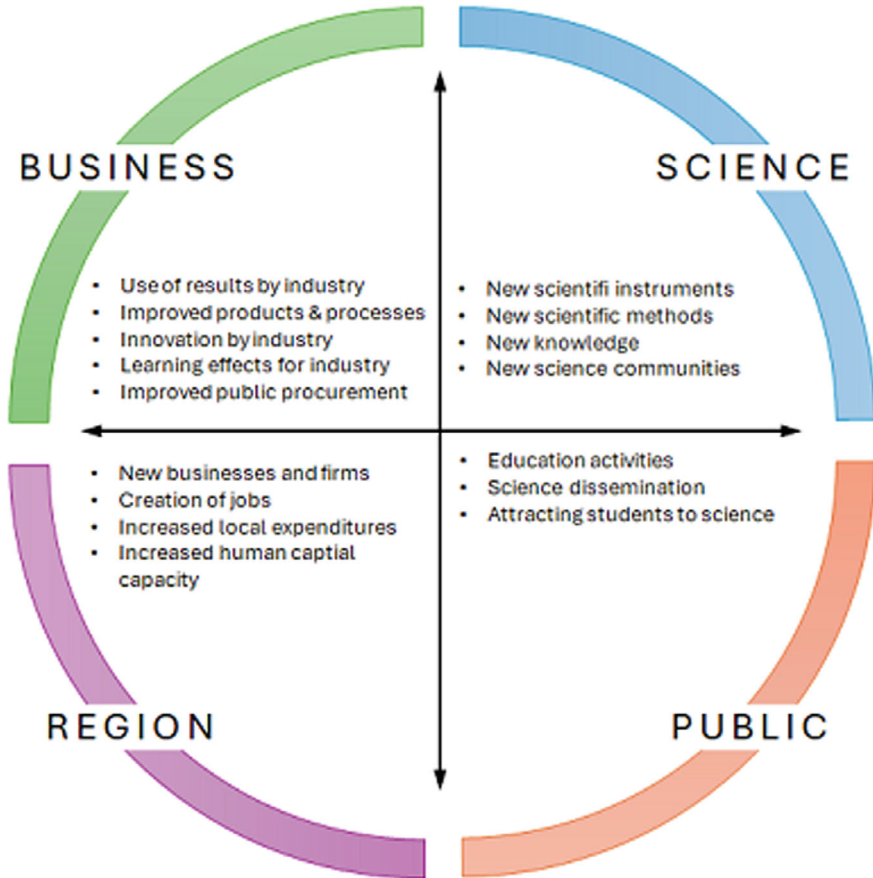 BUSINESS
• Use of results by industry
• Improved products & processes
• Innovation by industry
• Learning effects for industry
• Improved public procurement
SCIENCE
• New scientifi instruments
• New scientific methods
• New knowledge
• New science communities
• New businesses and firms
• Creation of jobs
• Increased local expenditures
• Increased human captial
capacity
REGION
• Education activities
• Science dissemination
• Attracting students to science
PUBLIC